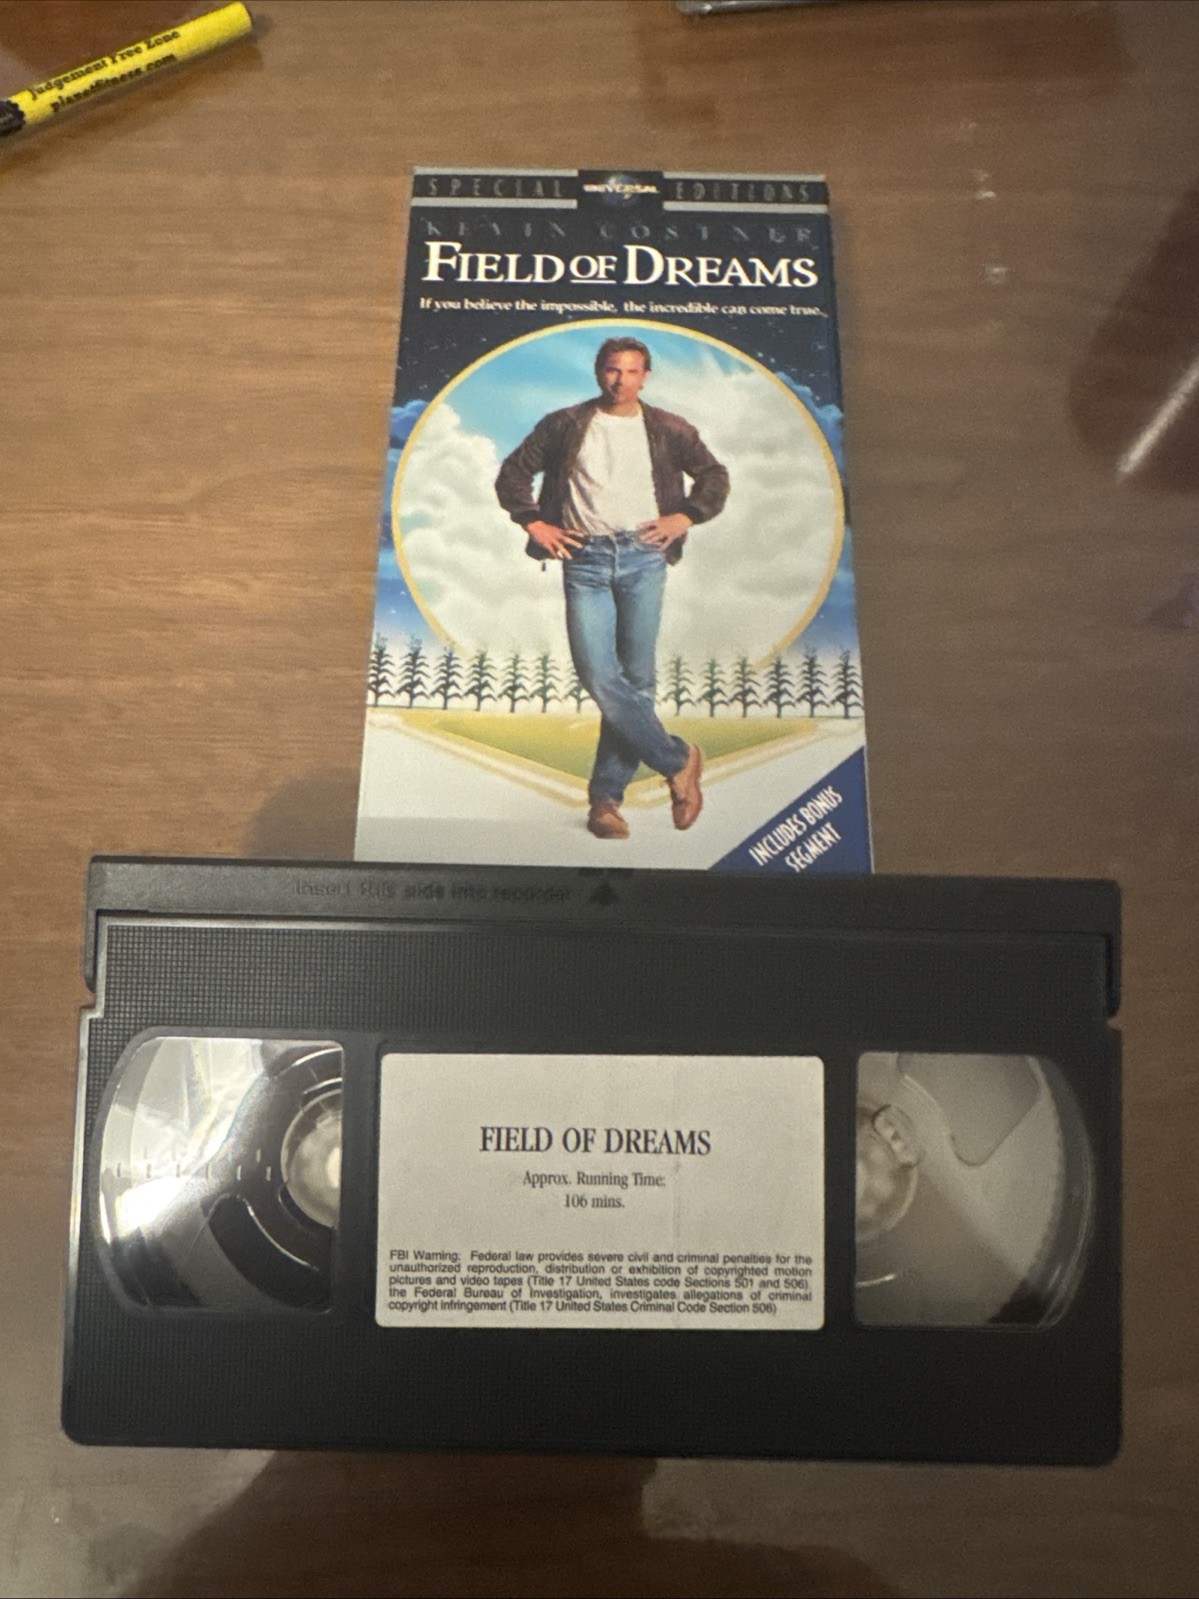 Judgement Free Zone
planetfitness.com
SPECIAL UNIVERSAL EDITIONS
KEVIN COSTNER
FIELD OF DREAMS
If you believe the impossible, the incredible can come true.
INCLUDES BONUS
SEGMENT
Insert this side into recorder
FIELD OF DREAMS
Approx. Running Time:
106 mins.
FBI Warning: Federal law provides severe civil and criminal penalties for the
unauthorized reproduction, distribution or exhibition of copyrighted motion
pictures and video tapes (Title 17 United States code Sections 501 and 506).
the Federal Bureau of Investigation, investigates allegations of criminal
copyright infringement (Title 17 United States Criminal Code Section 506)